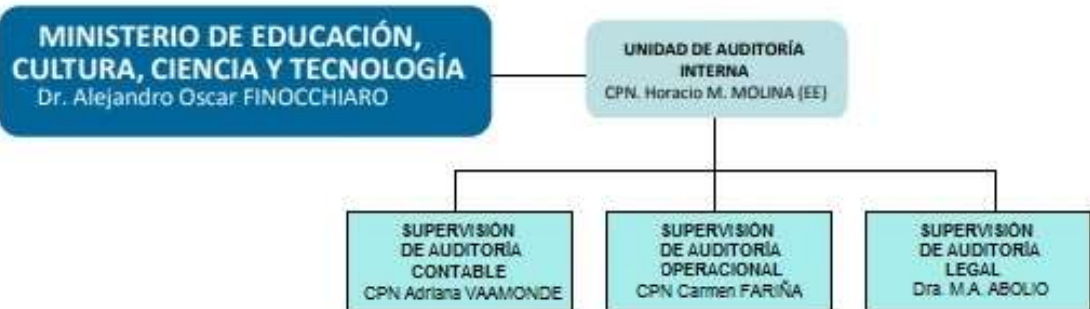 MINISTERIO DE EDUCACIÓN,
CULTURA, CIENCIA Y TECNOLOGÍA
Dr. Alejandro Oscar FINOCCHIARO
UNIDAD DE AUDITORÍA
INTERNA
CPN. Horacio M. MOLINA (EE)
SUPERVISIÓN
DE AUDITORÍA
CONTABLE
CPN Adriana VAAMONDE
SUPERVISIÓN
DE AUDITORÍA
OPERACIONAL
CPN Carmen FARIÑA
SUPERVISIÓN
DE AUDITORÍA
LEGAL
Dra. M.A. ABOLIO